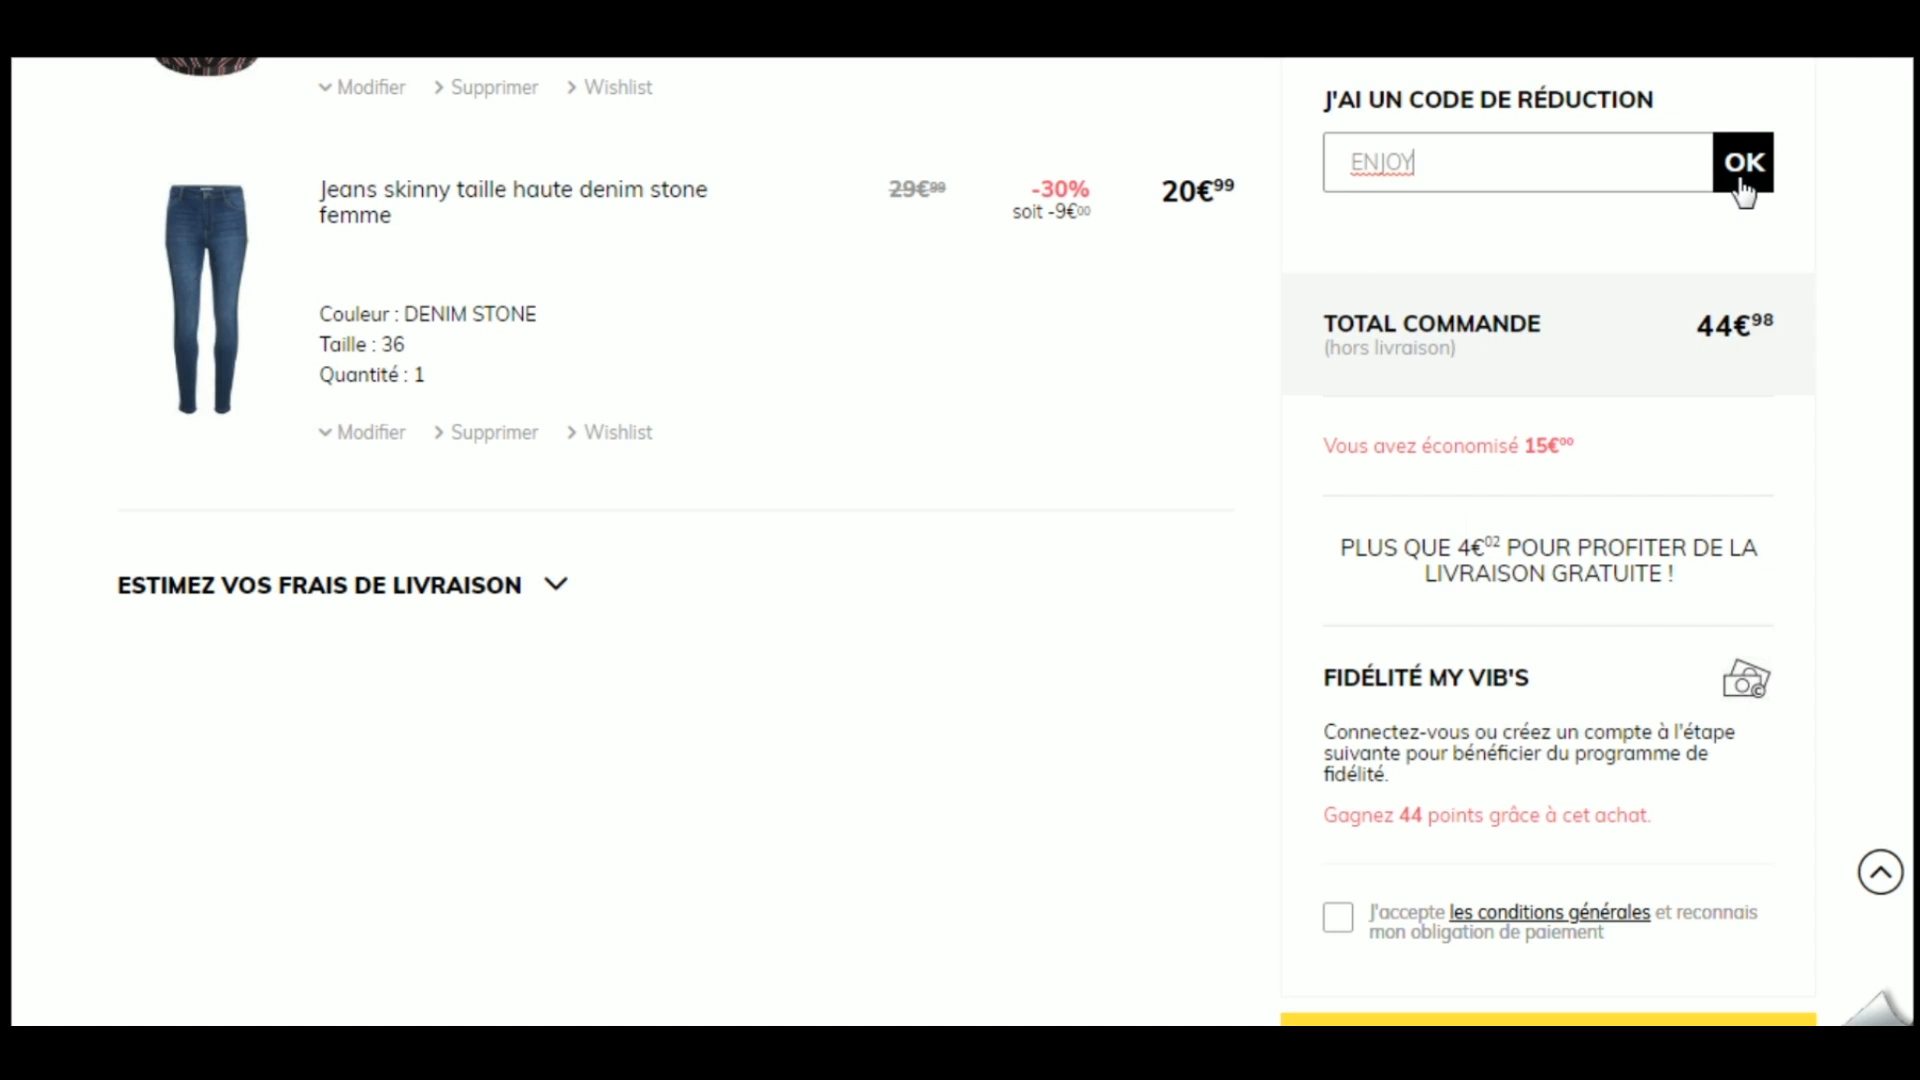 Modifier Supprimer Wishlist
Jeans skinny taille haute denim stone
femme
29€99 -30% 20€99
soit -9€00
Couleur : DENIM STONE
Taille : 36
Quantité : 1
Modifier Supprimer Wishlist
ESTIMEZ VOS FRAIS DE LIVRAISON
J'AI UN CODE DE RÉDUCTION
ENJOY OK
TOTAL COMMANDE 44€98
(hors livraison)
Vous avez économisé 15€00
PLUS QUE 4€02 POUR PROFITER DE LA
LIVRAISON GRATUITE !
FIDÉLITÉ MY VIB'S
Connectez-vous ou créez un compte à l'étape
suivante pour bénéficier du programme de
fidélité.
Gagnez 44 points grâce à cet achat.
J'accepte les conditions générales et reconnais
mon obligation de paiement